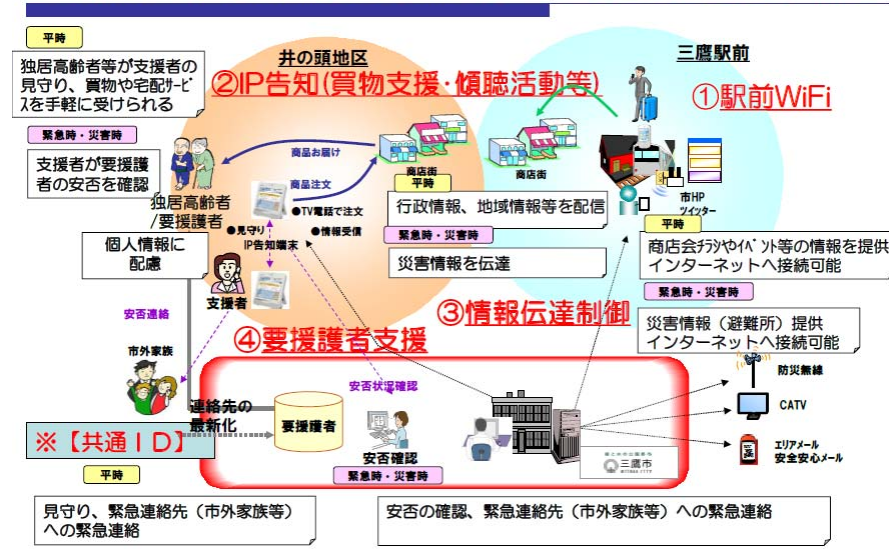 平時
独居高齢者等が支援者の
見守り、買物や宅配ｻｰﾋﾞ
ｽを手軽に受けられる
緊急時・災害時
支援者が要援護
者の安否を確認
井の頭地区
②IP告知(買物支援・傾聴活動等)
三鷹駅前
①駅前WiFi
商品お届け
商品注文
商店街
商店街
独居高齢者
/要援護者
●TV電話で注文
●見守り
●情報受信
IP告知端末
支援者
個人情報に
配慮
平時
行政情報、地域情報等を配信
緊急時・災害時
災害情報を伝達
市HP
ツイッター
平時
商店会ﾁﾗｼやｲﾍﾞﾝﾄ等の情報を提供
インターネットへ接続可能
緊急時・災害時
災害情報（避難所）提供
インターネットへ接続可能
③情報伝達制御
④要援護者支援
安否連絡
市外家族
安否状況確認
連絡先の
最新化
要援護者
安否確認
緊急時・災害時
三鷹市
防災無線
CATV
エリアメール
安全安心メール
※【共通ＩＤ】
平時
見守り、緊急連絡先（市外家族等）
への緊急連絡
安否の確認、緊急連絡先（市外家族等）への緊急連絡